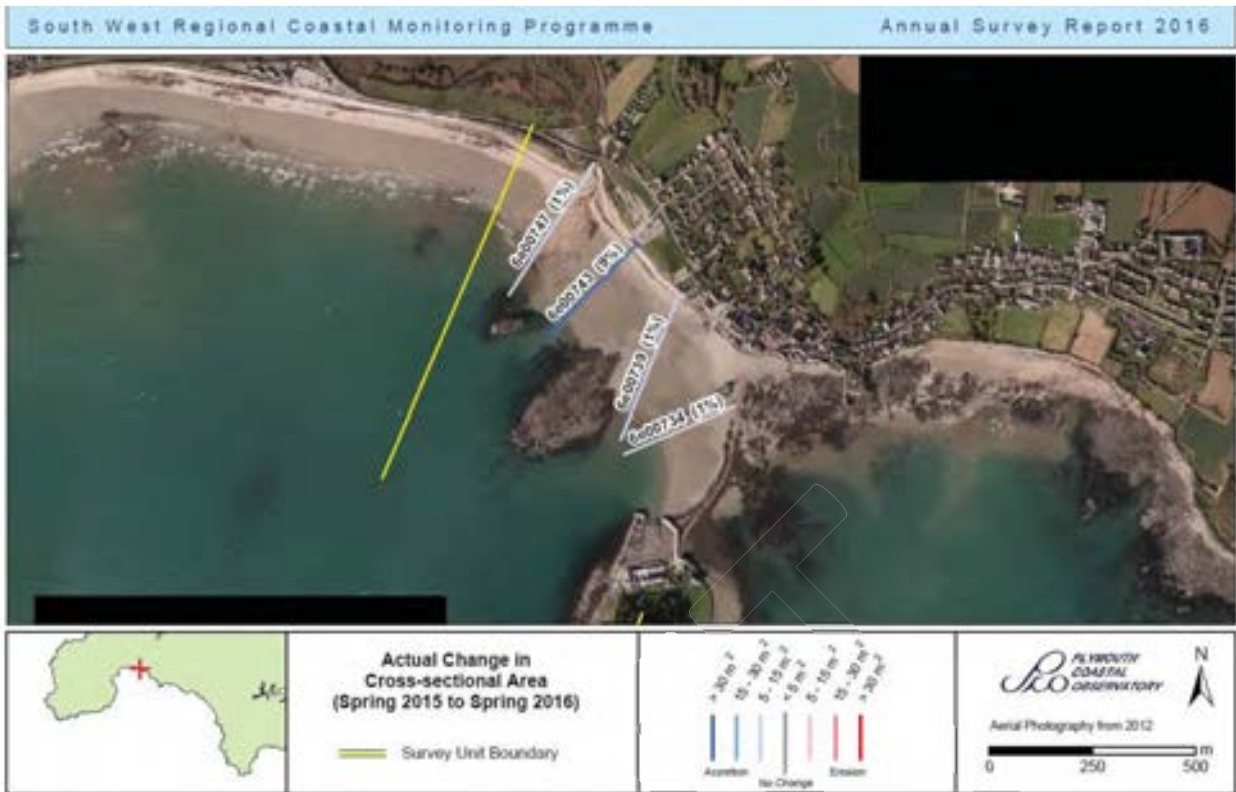 South West Regional Coastal Monitoring Programme
Annual Survey Report 2016
6e00747 (1%)
6e00743 (9%)
6e00739 (1%)
6e00734 (1%)
Actual Change in
Cross-sectional Area
(Spring 2015 to Spring 2016)
Survey Unit Boundary
> 30 m²
15 - 30 m²
5 - 15 m²
< 5 m²
5 - 15 m²
15 - 30 m²
> 30 m²
Accretion
No Change
Erosion
PLYMOUTH
COASTAL
OBSERVATORY
N
Aerial Photography from 2012
m
0 250 500